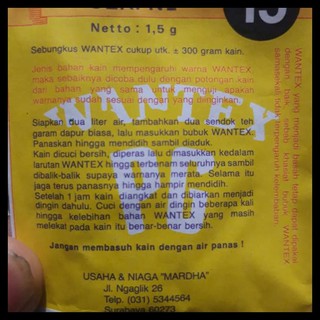 15
Netto : 1,5 g
Sebungkus WANTEX cukup utk. ± 300 gram kain.
Jenis bahan kain mempengaruhi warna WANTEX
maka sebaiknya dicoba dulu dengan potongan kain
dari bahan yang sama untuk menguji apakah
warnanya sudah sesuai dengan yang diinginkan.
Siapkan dua liter air, tambahkan dua sendok teh
garam dapur biasa, lalu masukkan bubuk WANTEX.
Panaskan hingga mendidih sambil diaduk.
Kain dicuci bersih, diperas lalu dimasukkan kedalam
larutan WANTEX hingga terbenam seluruhnya sambil
dibalik-balik supaya warnanya merata. Selama itu
jaga terus panasnya hingga hampir mendidih.
Setelah 1 jam kain diangkat dan dibiarkan menjadi
dingin dahulu. Cuci dengan air dingin beberapa kali
hingga kelebihan bahan WANTEX yang masih
melekat pada kain itu benar-benar bersih.
Jangan membasuh kain dengan air panas !
USAHA & NIAGA "MARDHA"
Jl. Ngaglik 26
Telp. (031) 5344564
Surabaya 60273
WANTEX